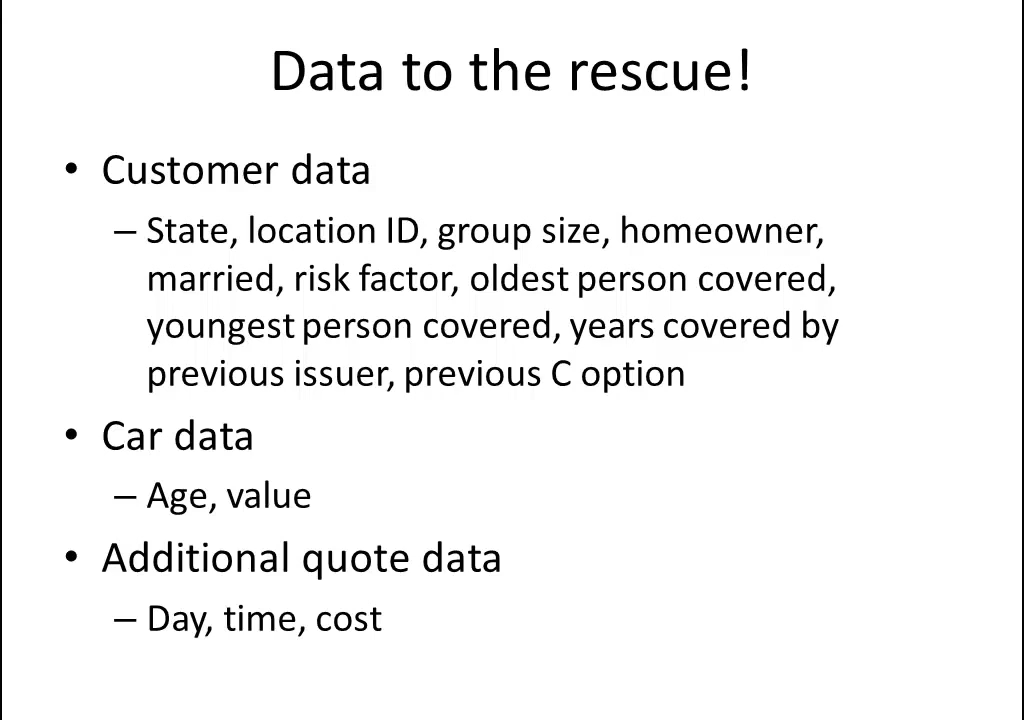 Data to the rescue!
• Customer data
– State, location ID, group size, homeowner,
married, risk factor, oldest person covered,
youngest person covered, years covered by
previous issuer, previous C option
• Car data
– Age, value
• Additional quote data
– Day, time, cost